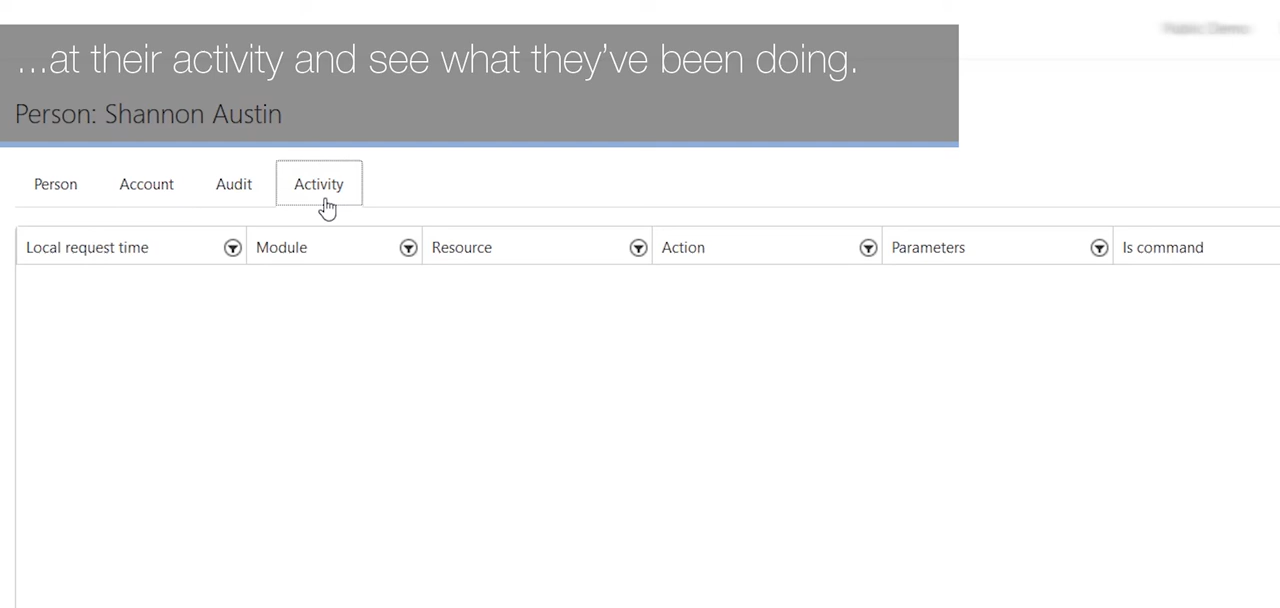 ...at their activity and see what they've been doing.
Person: Shannon Austin
Person Account Audit Activity
Local request time Module Resource Action Parameters Is command